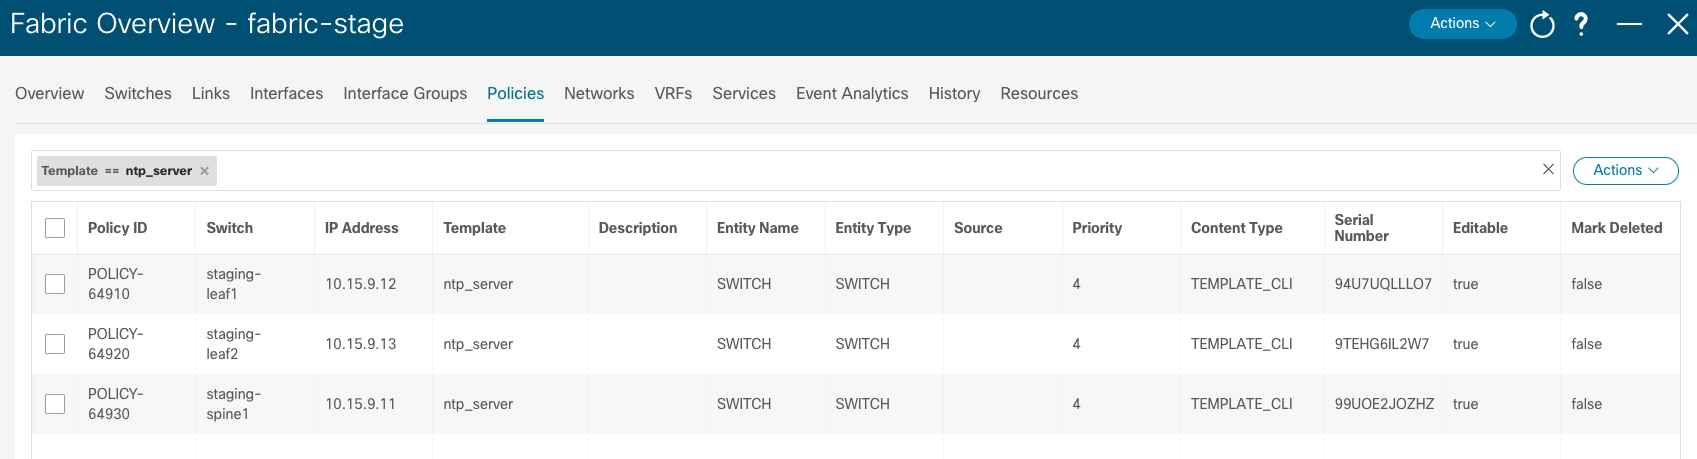 Fabric Overview - fabric-stage
Actions
?
Overview Switches Links Interfaces Interface Groups Policies Networks VRFs Services Event Analytics History Resources
Template == ntp_server
Actions
Policy ID Switch IP Address Template Description Entity Name Entity Type Source Priority Content Type Serial Number Editable Mark Deleted
POLICY-64910 staging-leaf1 10.15.9.12 ntp_server SWITCH SWITCH 4 TEMPLATE_CLI 94U7UQLLLO7 true false
POLICY-64920 staging-leaf2 10.15.9.13 ntp_server SWITCH SWITCH 4 TEMPLATE_CLI 9TEHG6IL2W7 true false
POLICY-64930 staging-spine1 10.15.9.11 ntp_server SWITCH SWITCH 4 TEMPLATE_CLI 99UOE2JOZHZ true false